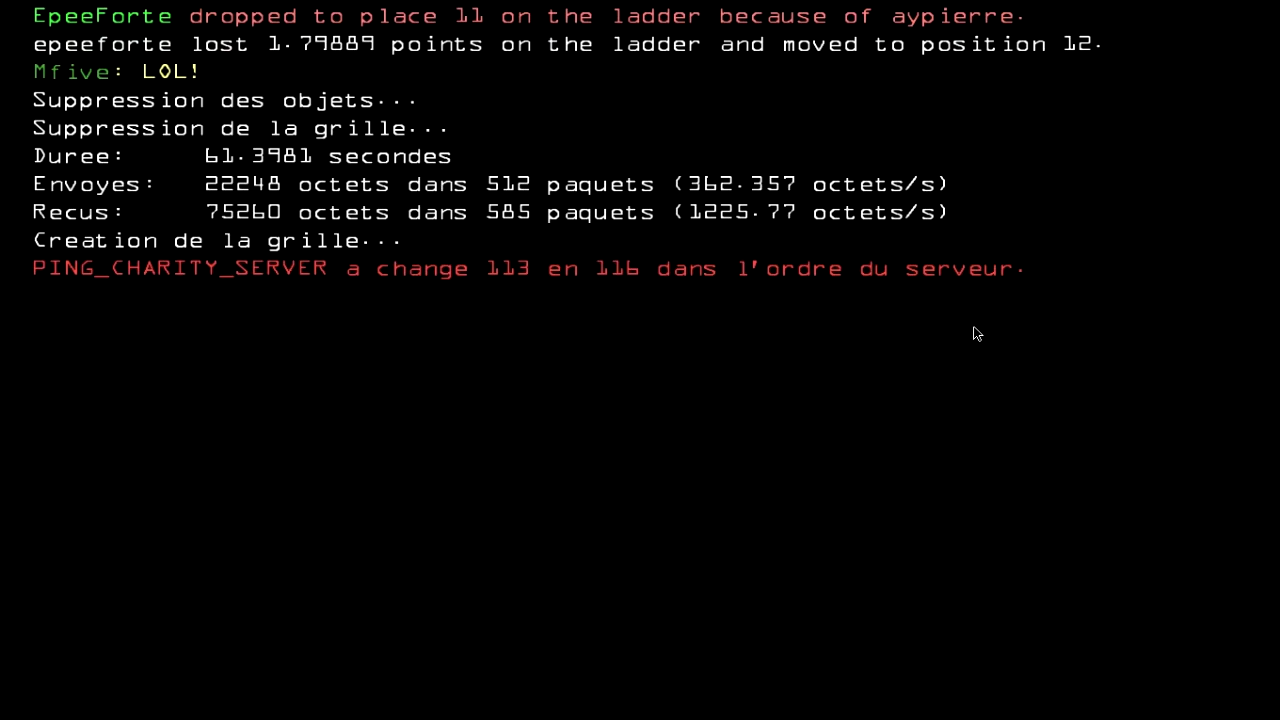 EpeeForte dropped to place 11 on the ladder because of aypierre.
epeeforte lost 1.79889 points on the ladder and moved to position 12.
Mfive: LOL!
Suppression des objets...
Suppression de la grille...
Duree: 61.3981 secondes
Envoyes: 22248 octets dans 512 paquets (362.357 octets/s)
Recus: 75260 octets dans 585 paquets (1225.77 octets/s)
Creation de la grille...
PING_CHARITY_SERVER a change 113 en 116 dans l'ordre du serveur.